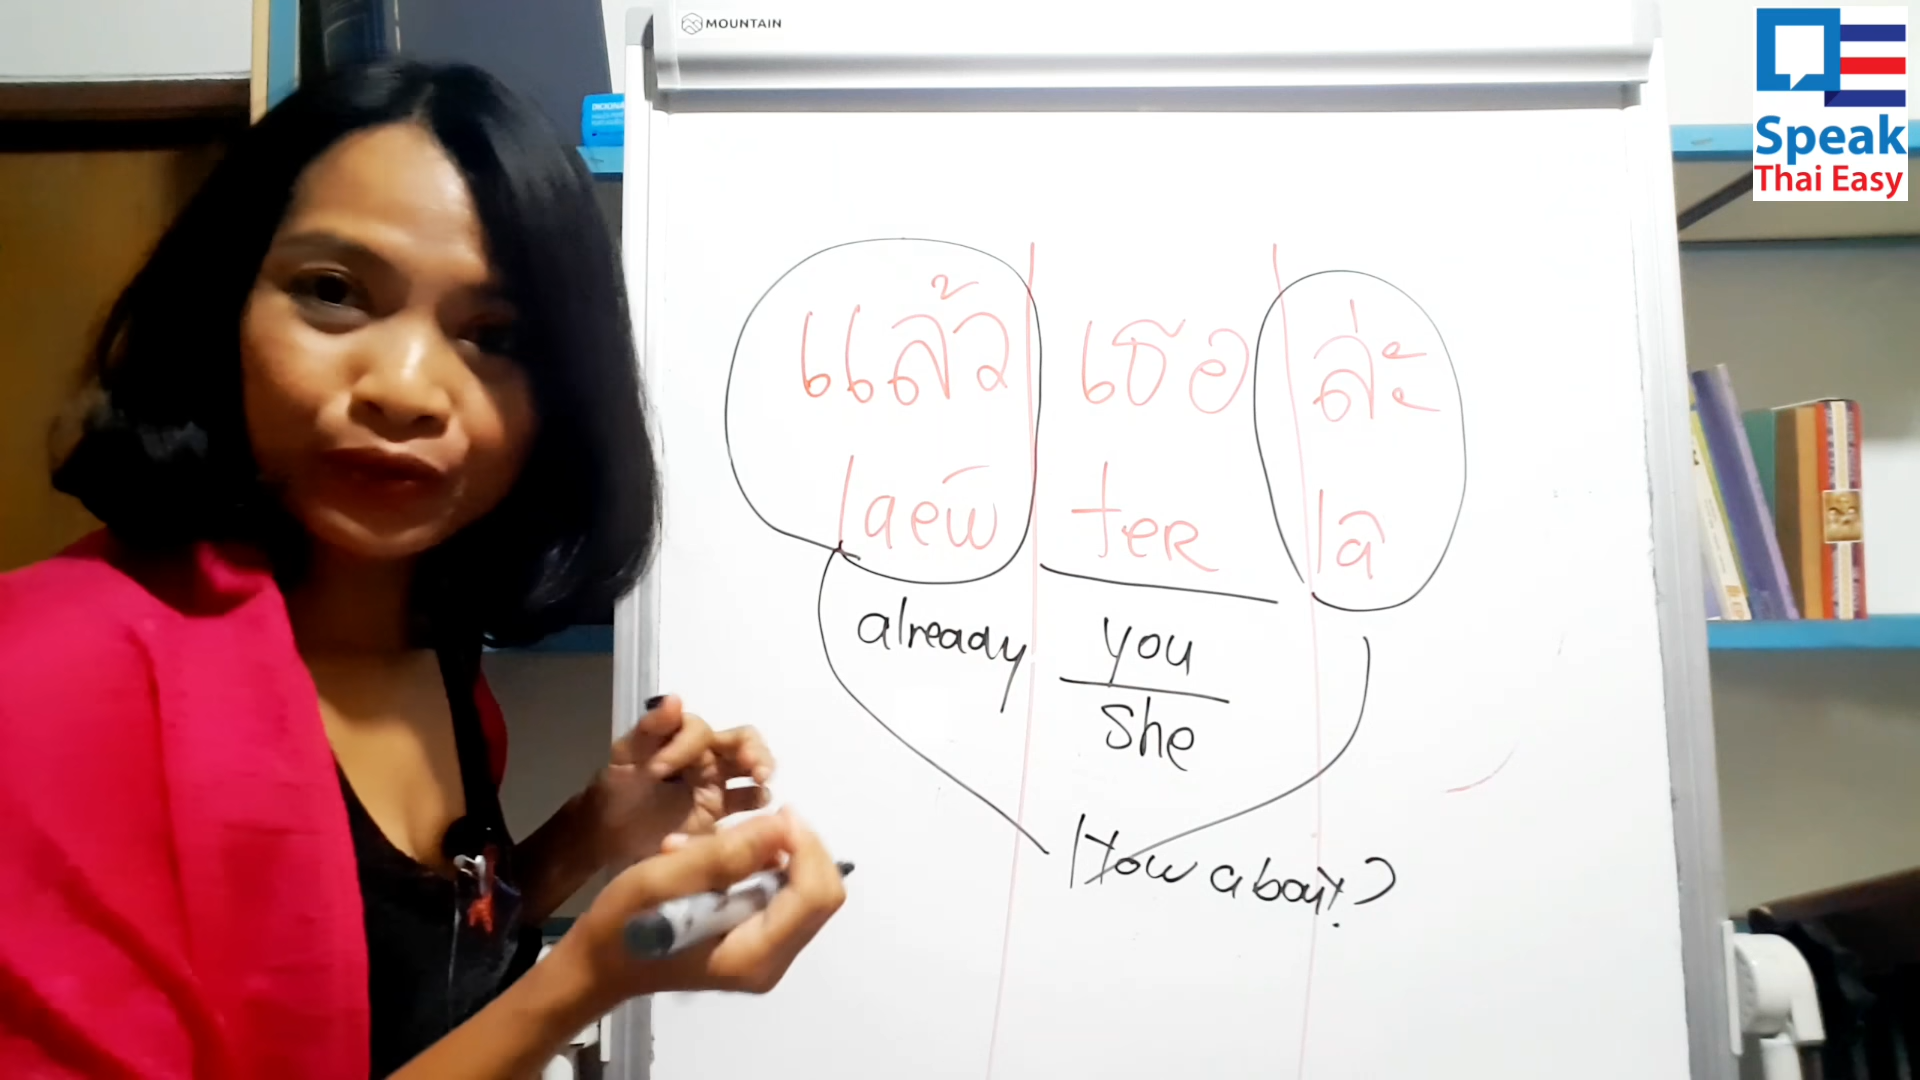 MOUNTAIN
Speak
Thai Easy
แล้ว เธอ ล่ะ
laew̄ ter lâ
already you
she
How about?